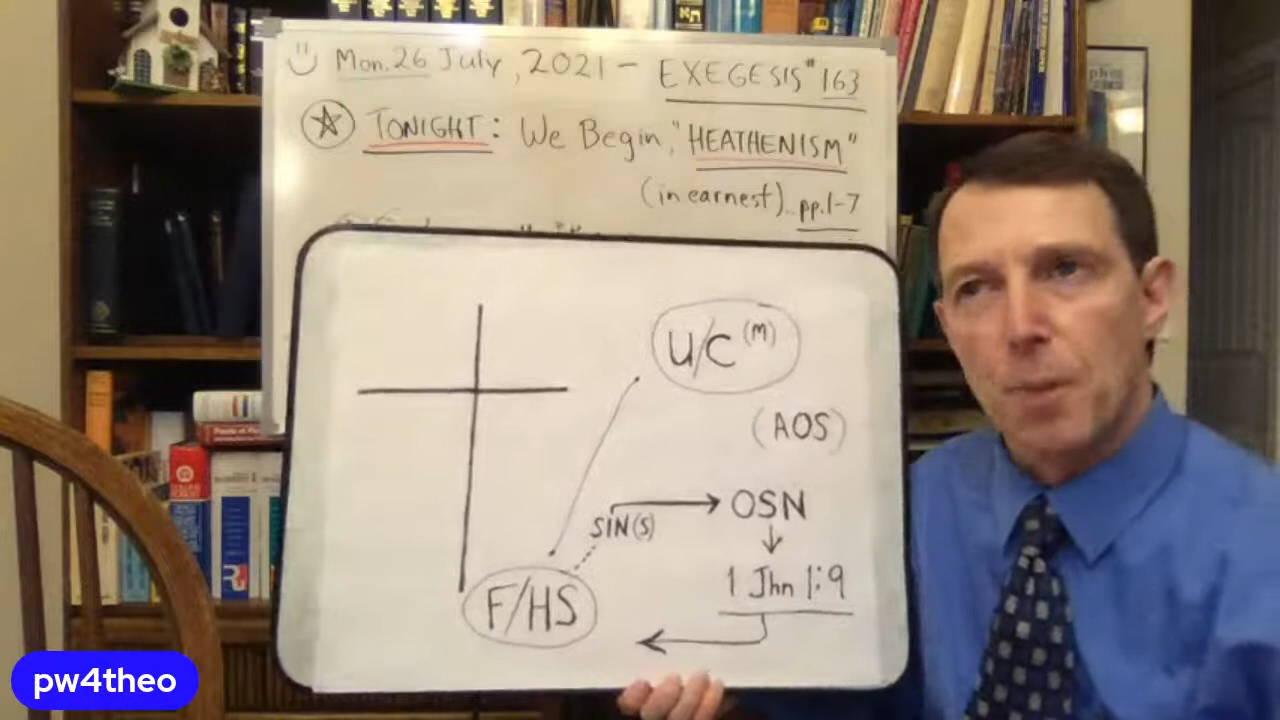 Mon. 26 July, 2021 - EXEGESIS #163
TONIGHT: We Begin, "HEATHENISM"
(in earnest).. pp. 1-7
U/C (M)
(AOS)
SIN(S) → OSN
↓
1 Jhn 1:9
F/HS
pw4theo